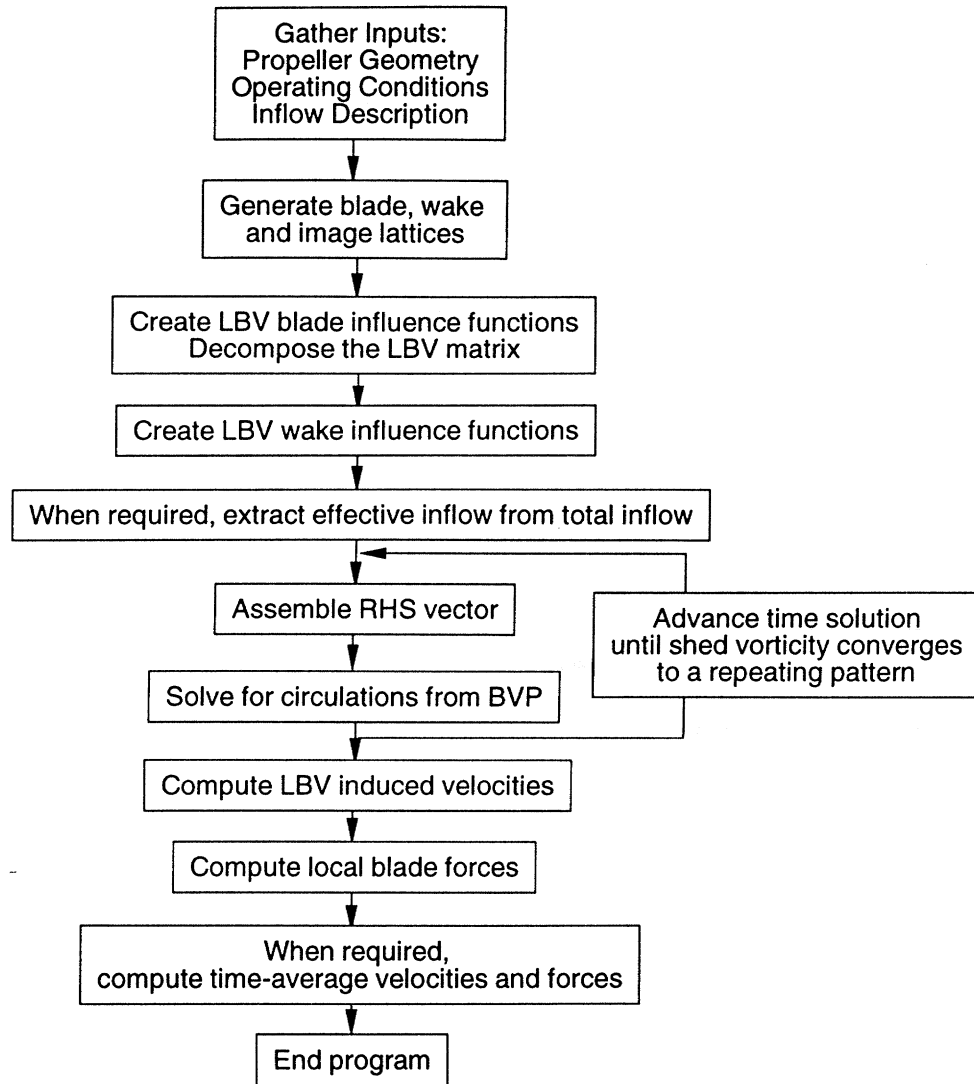 Gather Inputs:
Propeller Geometry
Operating Conditions
Inflow Description
Generate blade, wake
and image lattices
Create LBV blade influence functions
Decompose the LBV matrix
Create LBV wake influence functions
When required, extract effective inflow from total inflow
Assemble RHS vector
Advance time solution
until shed vorticity converges
to a repeating pattern
Solve for circulations from BVP
Compute LBV induced velocities
Compute local blade forces
When required,
compute time-average velocities and forces
End program